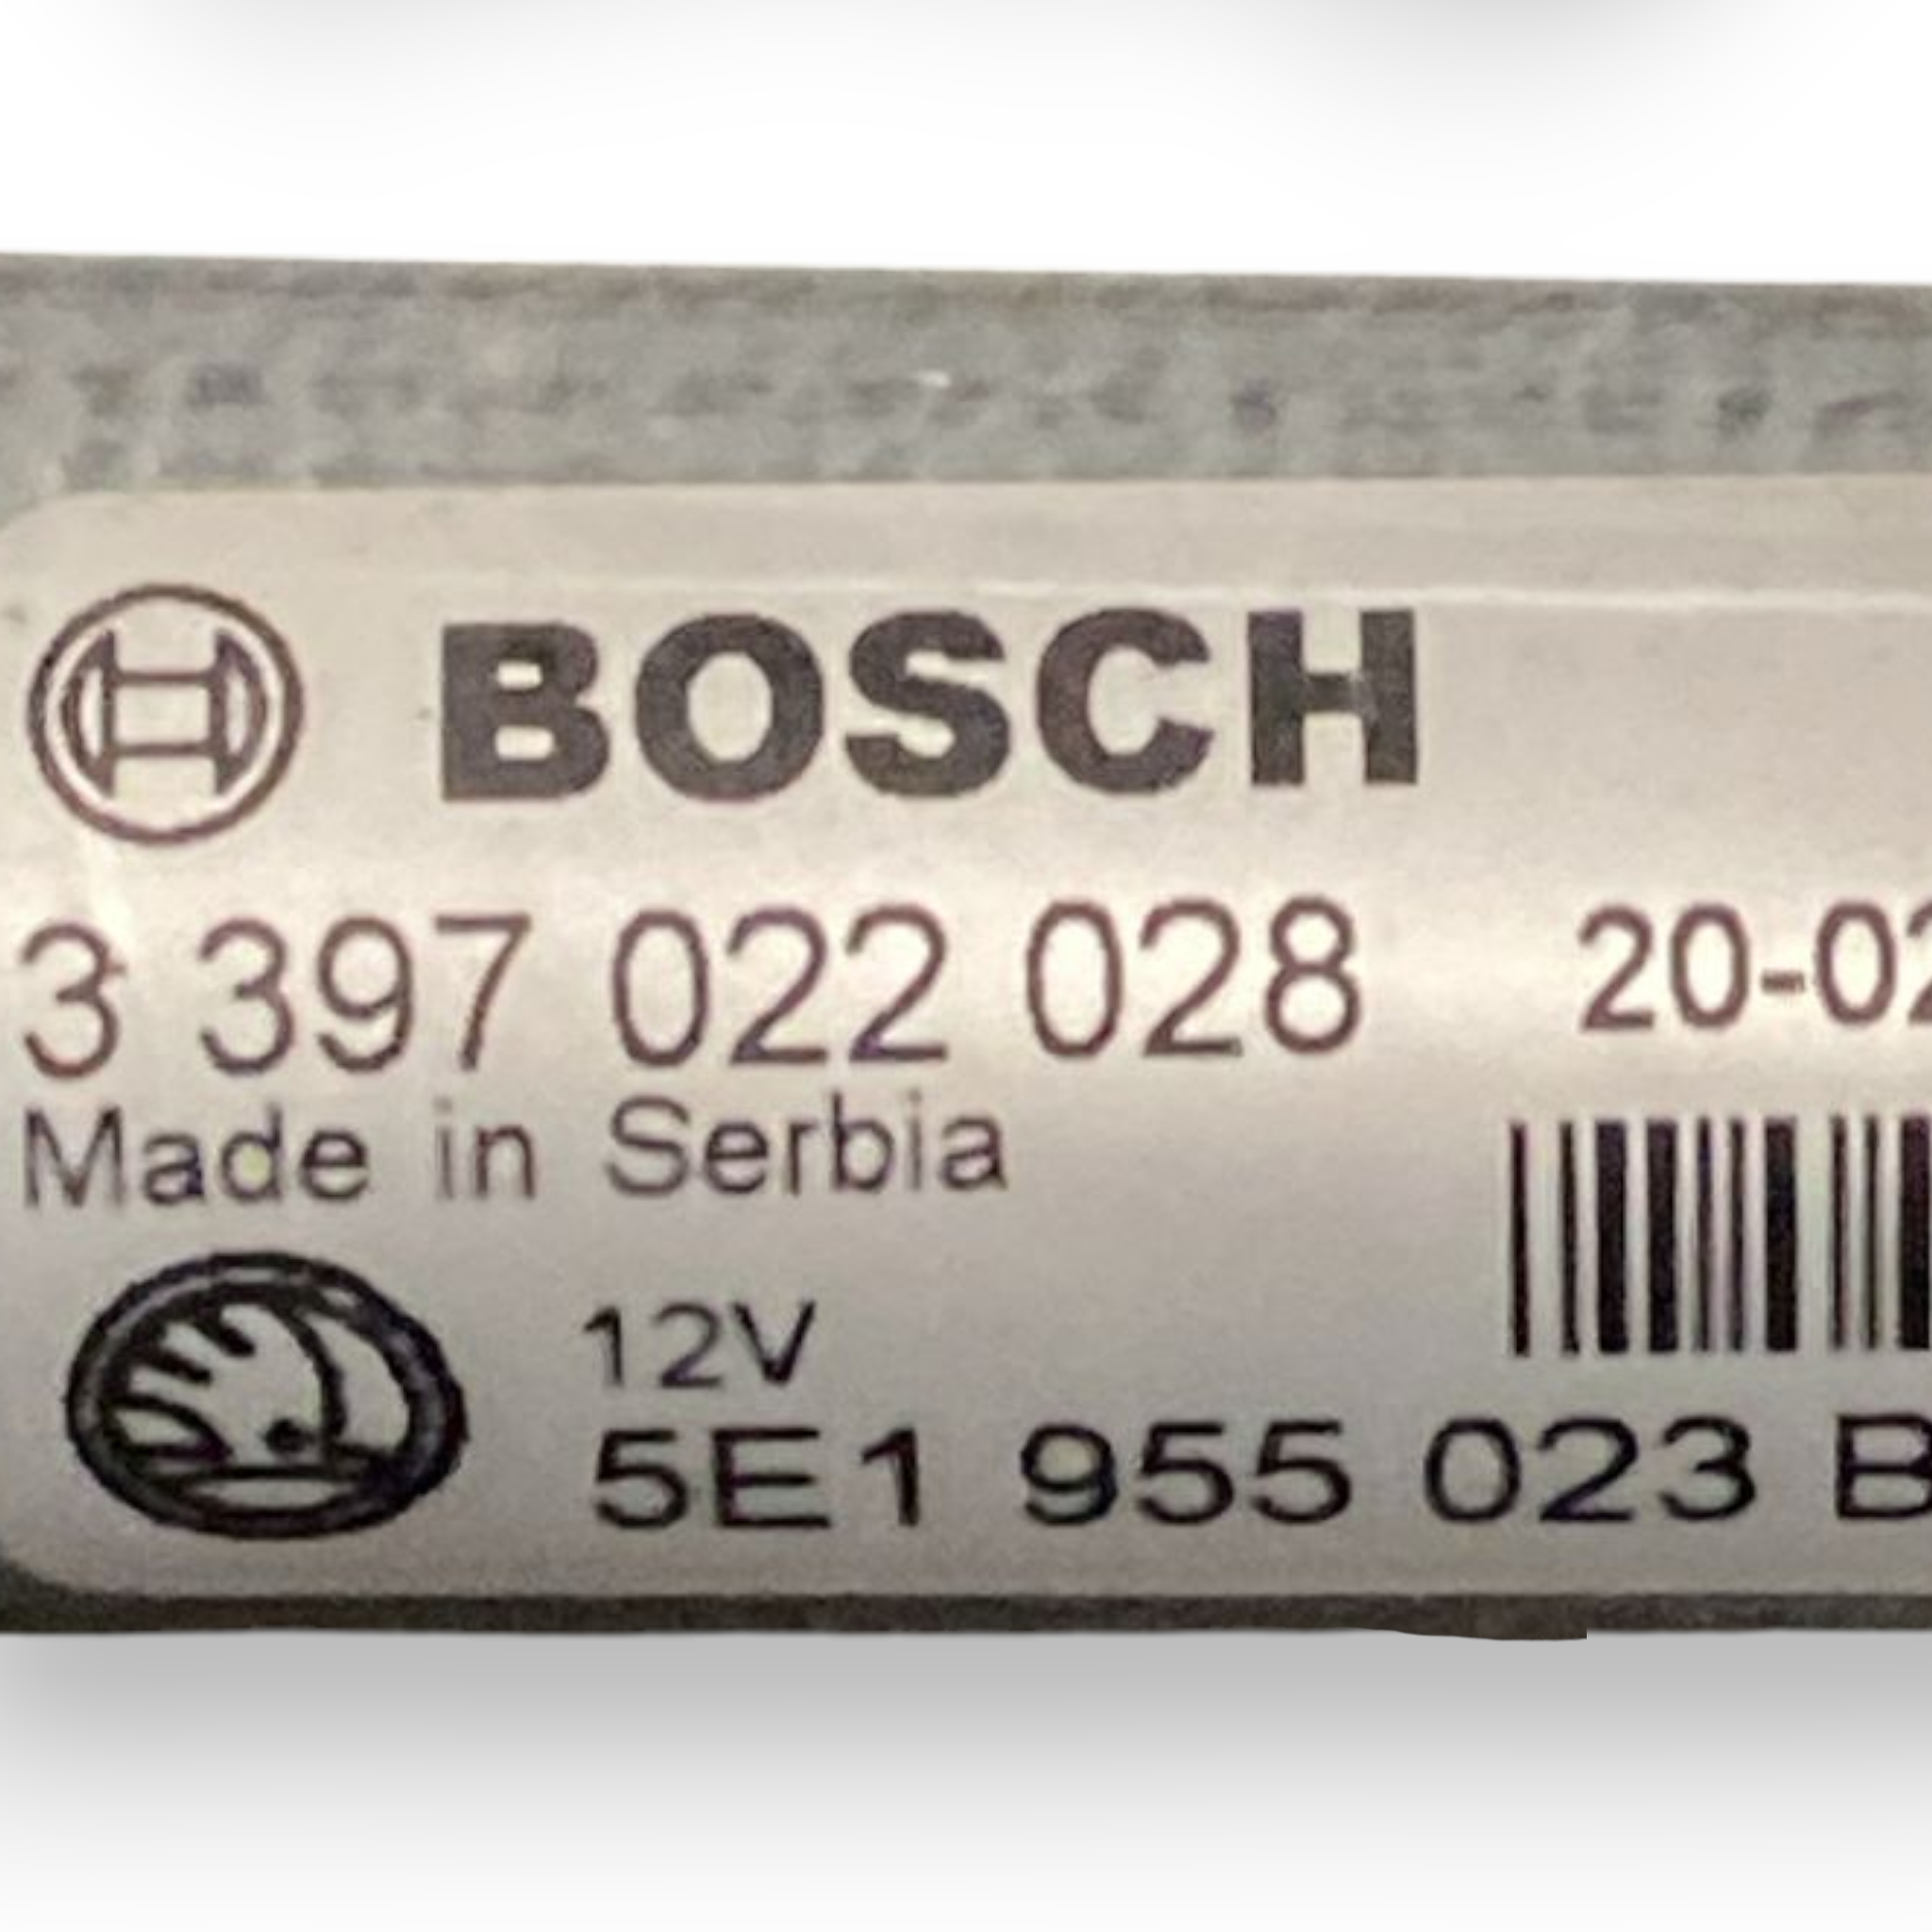 BOSCH
3 397 022 028 20-02
Made in Serbia
12V
5E1 955 023 B